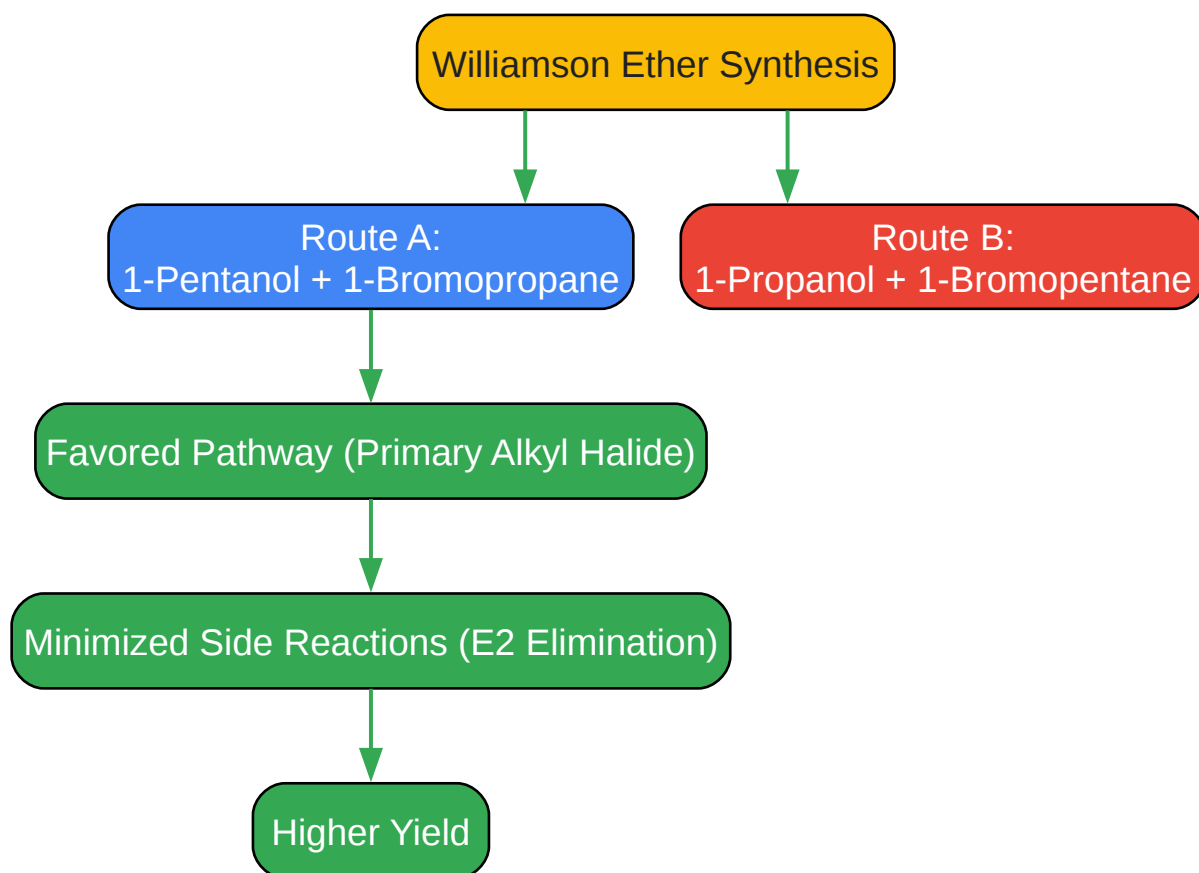 Williamson Ether Synthesis
Route A:
1-Pentanol + 1-Bromopropane
Route B:
1-Propanol + 1-Bromopentane
Favored Pathway (Primary Alkyl Halide)
Minimized Side Reactions (E2 Elimination)
Higher Yield